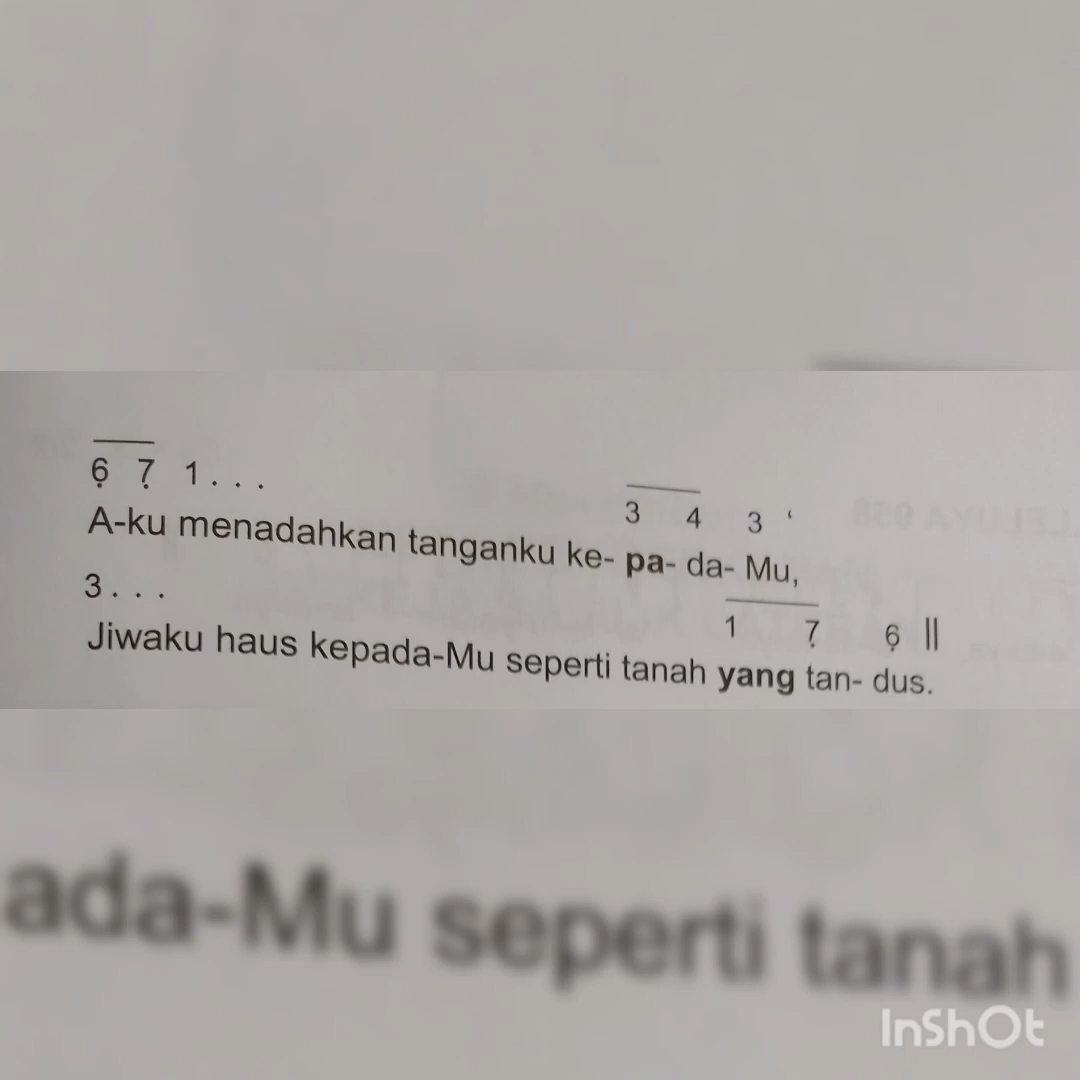 6̣ 7̣ 1 . . .
3 4 3 ‘
A-ku menadahkan tanganku ke- pa- da- Mu,
3 . . .
1 7̣ 6̣ ||
Jiwaku haus kepada-Mu seperti tanah yang tan- dus.
ada-Mu seperti tanah
InShOt